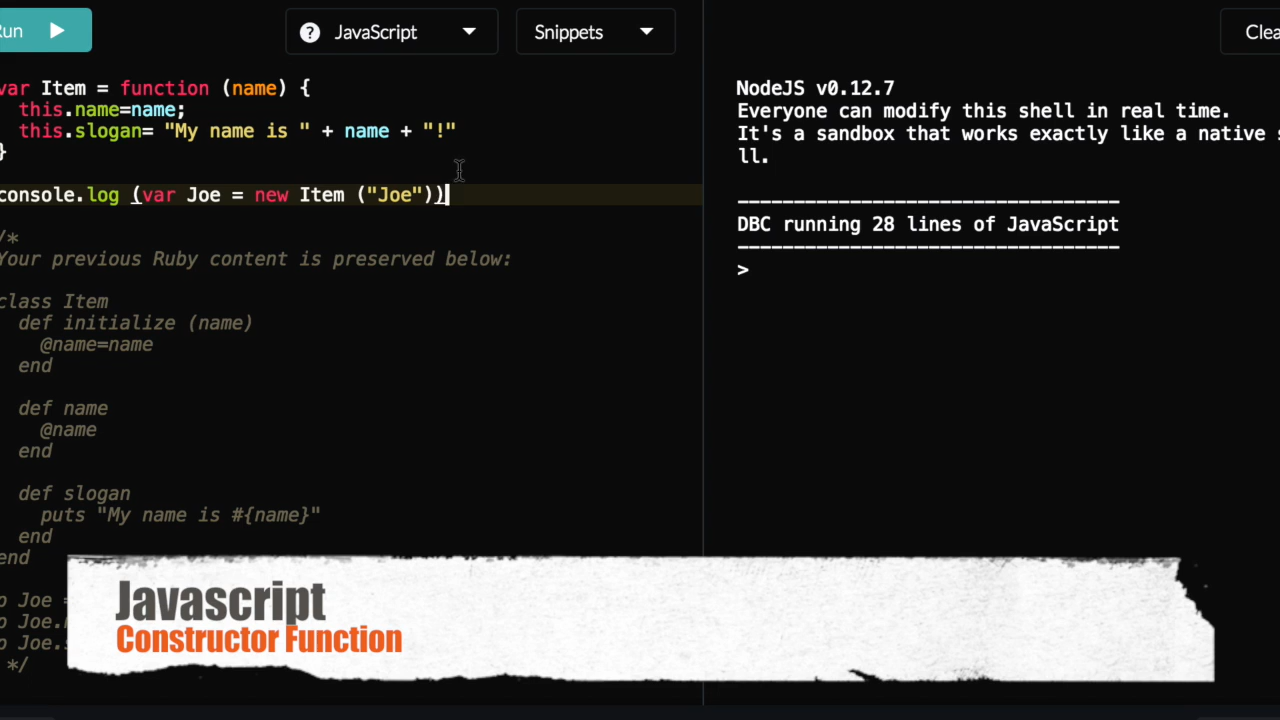 Run
JavaScript
Snippets
var Item = function (name) {
this.name=name;
this.slogan= "My name is " + name + "!"
}
console.log (var Joe = new Item ("Joe"))
/*
Your previous Ruby content is preserved below:
class Item
def initialize (name)
@name=name
end
def name
@name
end
def slogan
puts "My name is #{name}"
end
end
p Joe =
p Joe.
p Joe.
*/
NodeJS v0.12.7
Everyone can modify this shell in real time.
It's a sandbox that works exactly like a native s
ll.
--------------------------------
DBC running 28 lines of JavaScript
--------------------------------
>
Javascript
Constructor Function